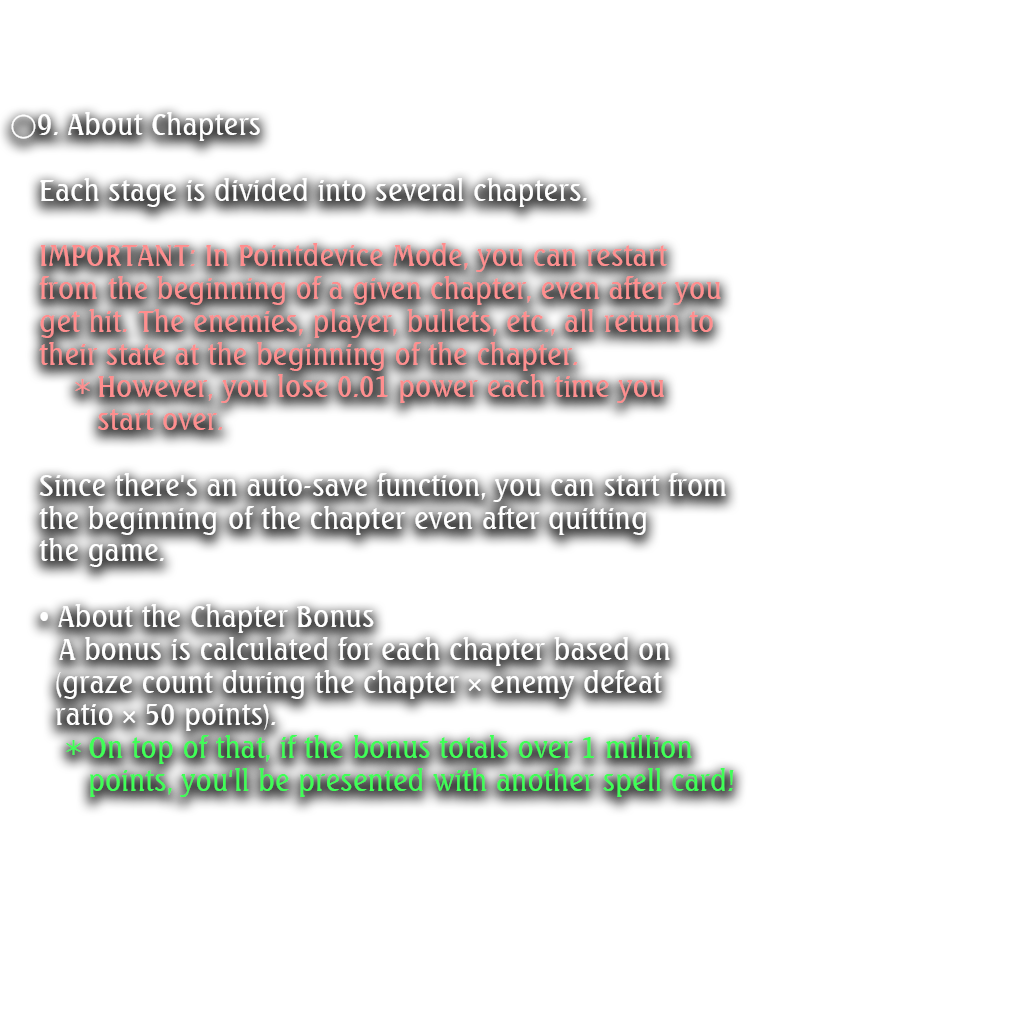 ○9. About Chapters
Each stage is divided into several chapters.
IMPORTANT: In Pointdevice Mode, you can restart
from the beginning of a given chapter, even after you
get hit. The enemies, player, bullets, etc., all return to
their state at the beginning of the chapter.
* However, you lose 0.01 power each time you
start over.
Since there's an auto-save function, you can start from
the beginning of the chapter even after quitting
the game.
• About the Chapter Bonus
A bonus is calculated for each chapter based on
(graze count during the chapter × enemy defeat
ratio × 50 points).
* On top of that, if the bonus totals over 1 million
points, you'll be presented with another spell card!